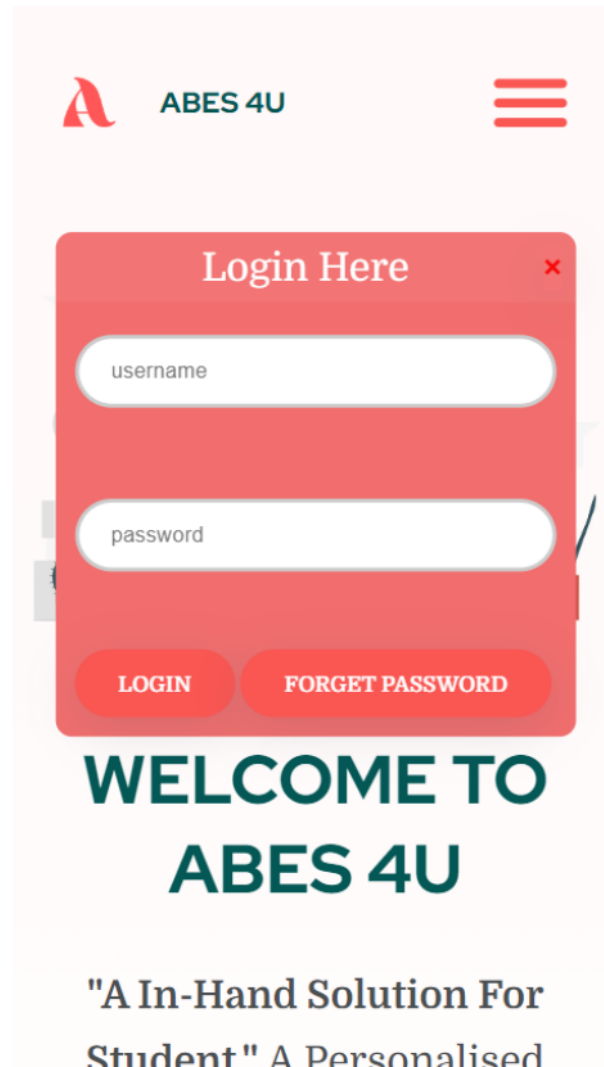 ABES 4U
Login Here
×
username
password
LOGIN
FORGET PASSWORD
WELCOME TO
ABES 4U
"A In-Hand Solution For
Student." A Personalised